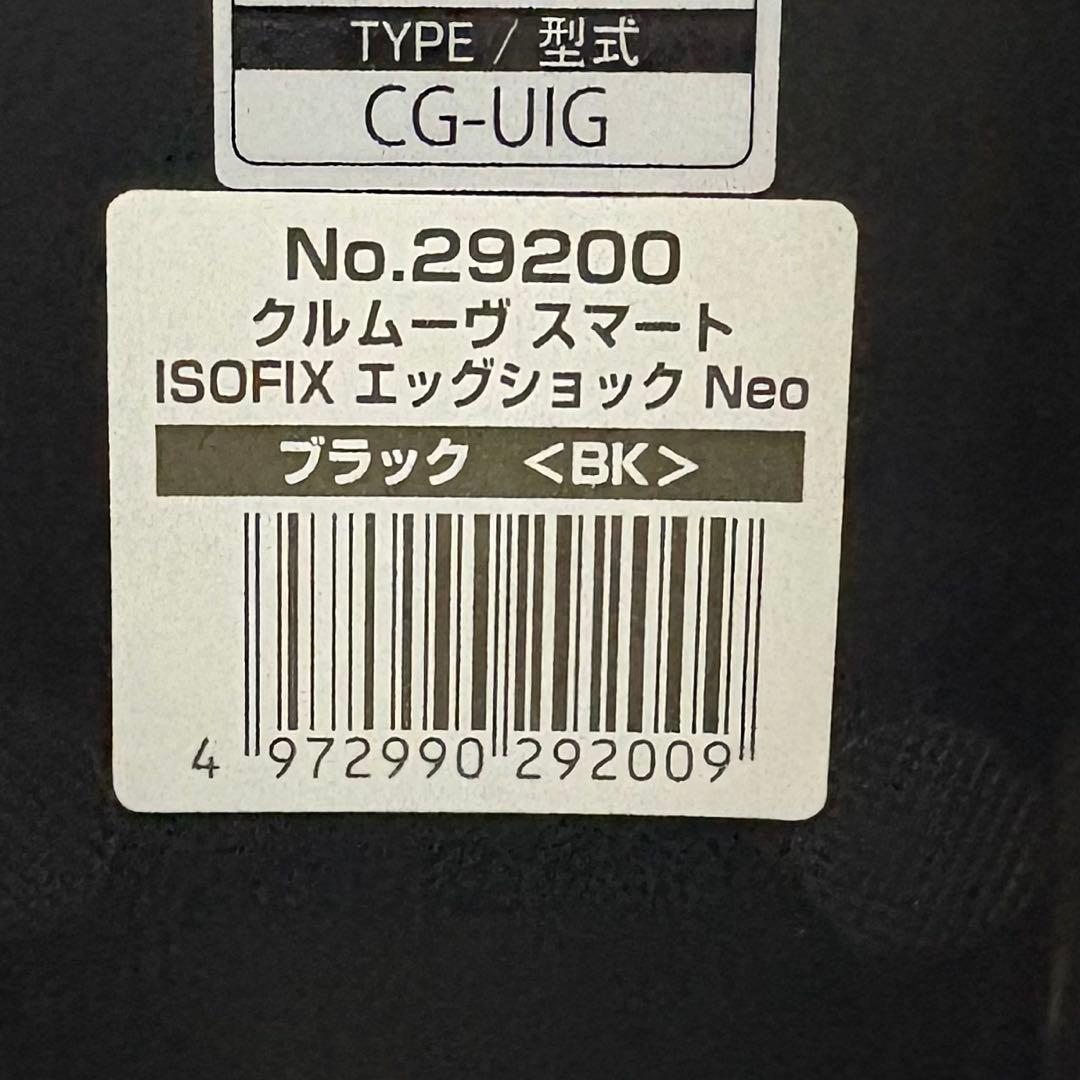 TYPE / 型式
CG-UIG
No.29200
クルムーヴ スマート
ISOFIX エッグショック Neo
ブラック <BK>
4 972990 292009